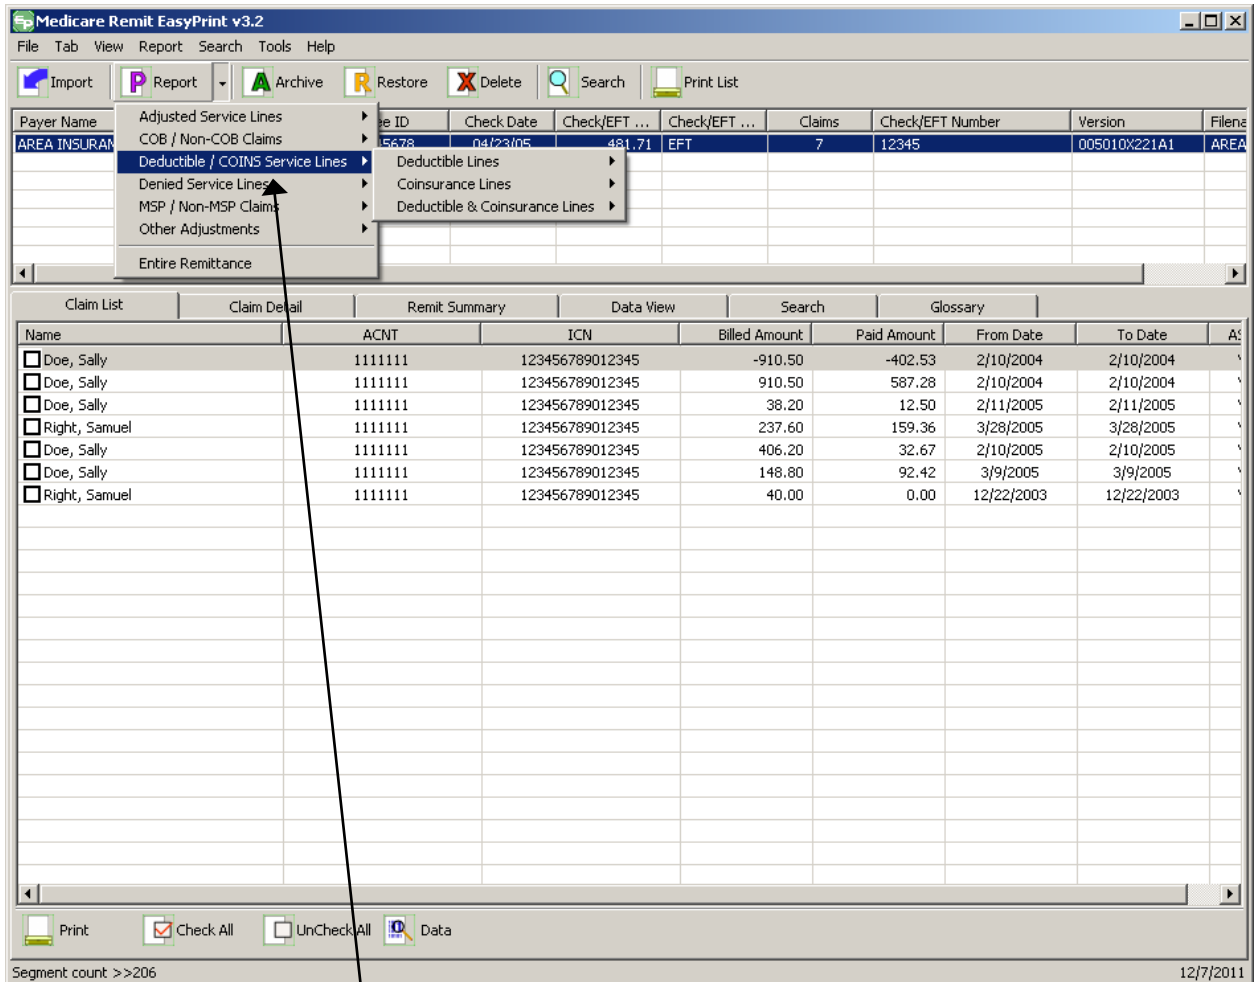 Medicare Remit EasyPrint v3.2
File Tab View Report Search Tools Help
Import Report Archive Restore Delete Search Print List
Payer Name ee ID Check Date Check/EFT ... Check/EFT ... Claims Check/EFT Number Version Filena
AREA INSURAN 45678 04/23/05 481.71 EFT 7 12345 005010X221A1 AREA
Adjusted Service Lines
COB / Non-COB Claims
Deductible / COINS Service Lines
Denied Service Lines
MSP / Non-MSP Claims
Other Adjustments
Entire Remittance
Deductible Lines
Coinsurance Lines
Deductible & Coinsurance Lines
Claim List Claim Detail Remit Summary Data View Search Glossary
Name ACNT ICN Billed Amount Paid Amount From Date To Date AS
Doe, Sally 1111111 123456789012345 -910.50 -402.53 2/10/2004 2/10/2004
Doe, Sally 1111111 123456789012345 910.50 587.28 2/10/2004 2/10/2004
Doe, Sally 1111111 123456789012345 38.20 12.50 2/11/2005 2/11/2005
Right, Samuel 1111111 123456789012345 237.60 159.36 3/28/2005 3/28/2005
Doe, Sally 1111111 123456789012345 406.20 32.67 2/10/2005 2/10/2005
Doe, Sally 1111111 123456789012345 148.80 92.42 3/9/2005 3/9/2005
Right, Samuel 1111111 123456789012345 40.00 0.00 12/22/2003 12/22/2003
Print Check All UnCheck All Data
Segment count >>206 12/7/2011